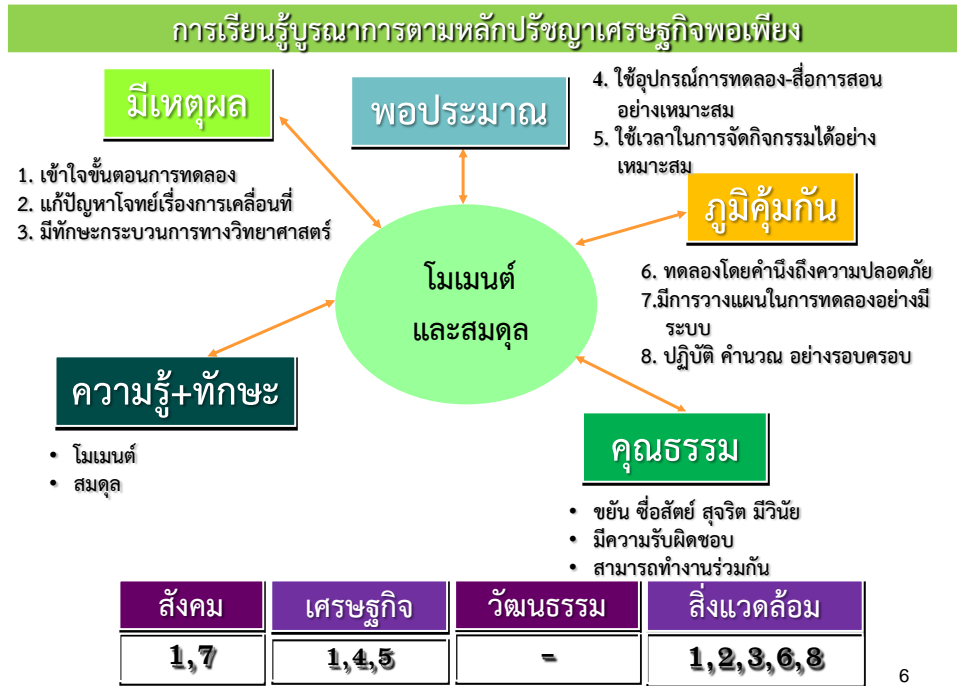 การเรียนรู้บูรณาการตามหลักปรัชญาเศรษฐกิจพอเพียง
มีเหตุผล
1. เข้าใจขั้นตอนการทดลอง
2. แก้ปัญหาโจทย์เรื่องการเคลื่อนที่
3. มีทักษะกระบวนการทางวิทยาศาสตร์
พอประมาณ
4. ใช้อุปกรณ์การทดลอง-สื่อการสอน
อย่างเหมาะสม
5. ใช้เวลาในการจัดกิจกรรมได้อย่าง
เหมาะสม
ภูมิคุ้มกัน
6. ทดลองโดยคำนึงถึงความปลอดภัย
7.มีการวางแผนในการทดลองอย่างมี
ระบบ
8. ปฏิบัติ คำนวณ อย่างรอบครอบ
โมเมนต์
และสมดุล
ความรู้+ทักษะ
• โมเมนต์
• สมดุล
คุณธรรม
• ขยัน ซื่อสัตย์ สุจริต มีวินัย
• มีความรับผิดชอบ
• สามารถทำงานร่วมกัน
สังคม เศรษฐกิจ วัฒนธรรม สิ่งแวดล้อม
1,7 1,4,5 - 1,2,3,6,8
6